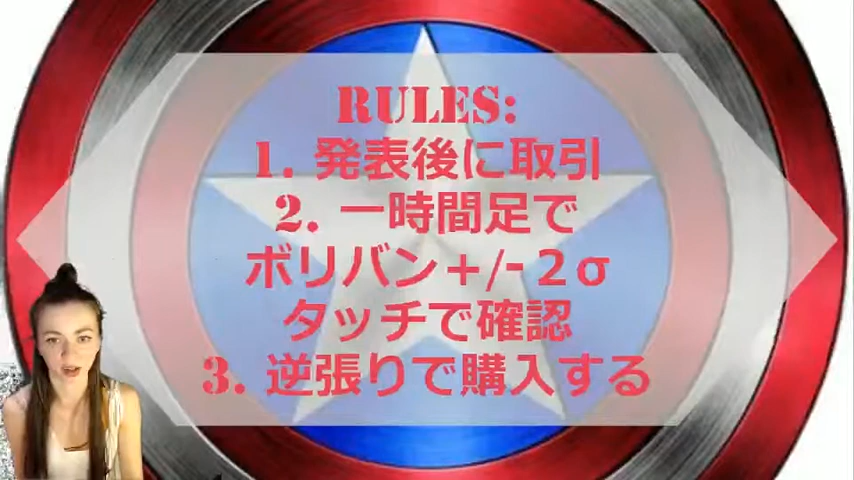 RULES:
1. 発表後に取引
2. 一時間足で
ボリバン+/-２σ
タッチで確認
3. 逆張りで購入する